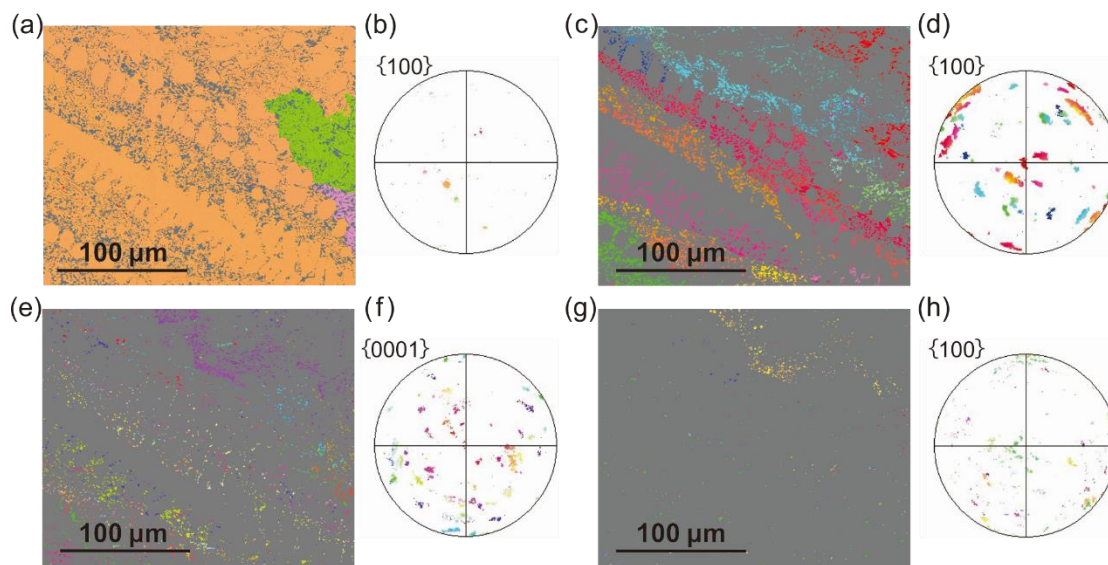 (a)
(b)
{100}
100 µm
(c)
(d)
{100}
100 µm
(e)
(f)
{0001}
100 µm
(g)
(h)
{100}
100 µm